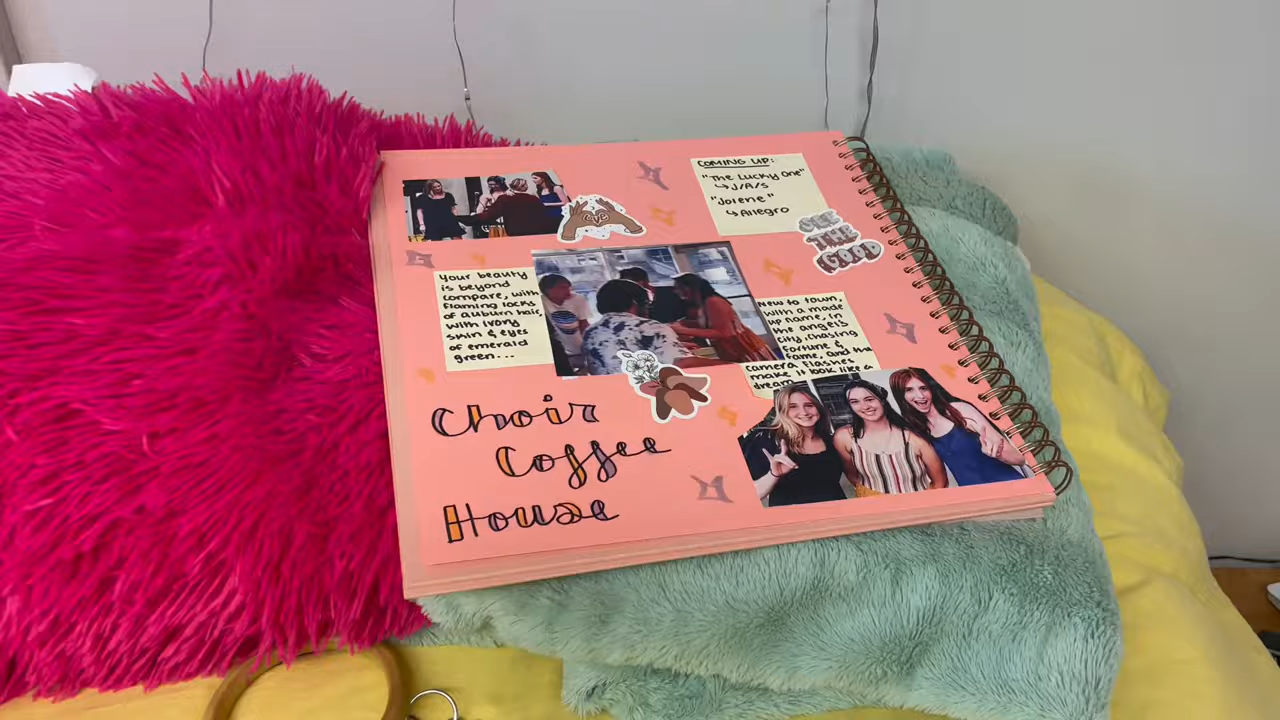 COMING UP:
"The Lucky One"
↳ J/A/S
"Jolene"
↳ Allegro
SEE
THE
GOOD
Your beauty
is beyond
compare, with
flaming locks
of auburn hair,
with ivory
skin & eyes
of emerald
green...
New to town,
with a made
up name, in
the angel's
city, chasing
fortune &
fame, and the
camera flashes
make it look like a
dream
Choir
Coffee
House